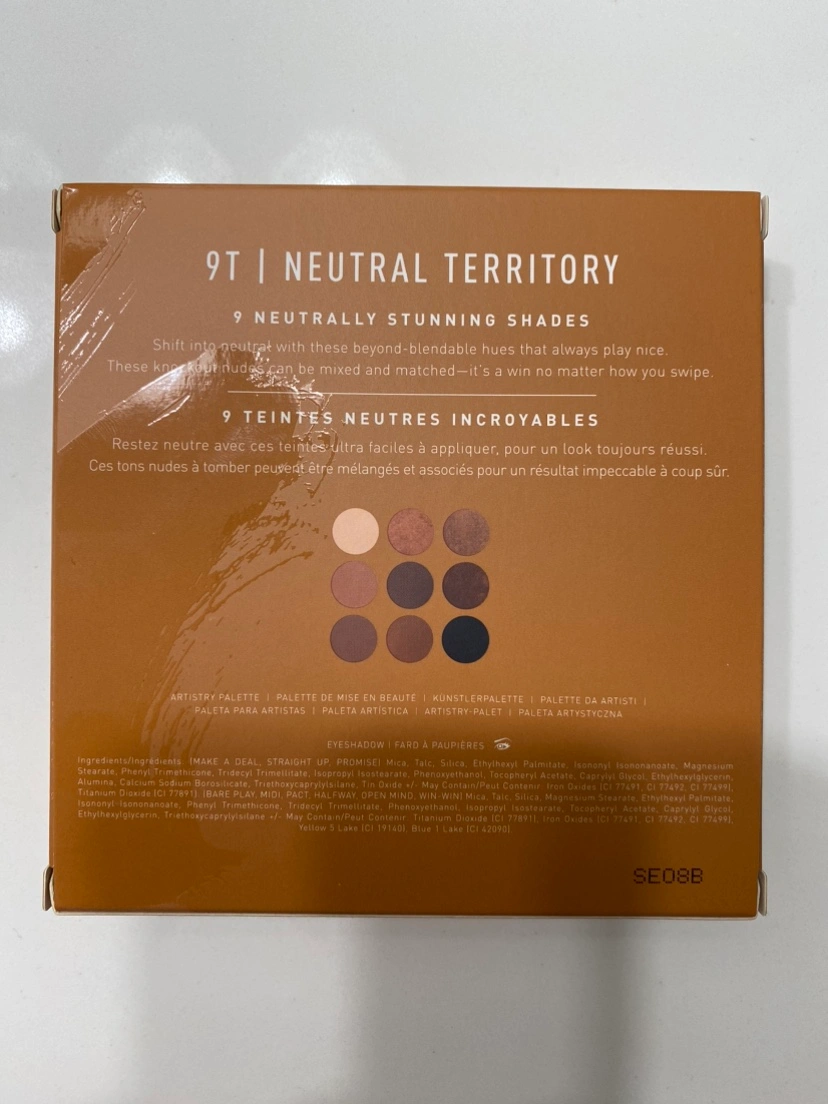 9T | NEUTRAL TERRITORY
9 NEUTRALLY STUNNING SHADES
Shift into neutral with these beyond-blendable hues that always play nice.
These knockout nudes can be mixed and matched—it's a win no matter how you swipe.
9 TEINTES NEUTRES INCROYABLES
Restez neutre avec ces teintes ultra faciles à appliquer, pour un look toujours réussi.
Ces tons nudes à tomber peuvent être mélangés et associés pour un résultat impeccable à coup sûr.
ARTISTRY PALETTE | PALETTE DE MISE EN BEAUTÉ | KÜNSTLERPALETTE | PALETTE DA ARTISTI |
PALETA PARA ARTISTAS | PALETA ARTÍSTICA | ARTISTRY-PALET | PALETA ARTYSTYCZNA
EYESHADOW | FARD À PAUPIÈRES
Ingredients/Ingrédients: (MAKE A DEAL, STRAIGHT UP, PROMISE) Mica, Talc, Silica, Ethylhexyl Palmitate, Isononyl Isononanoate, Magnesium
Stearate, Phenyl Trimethicone, Tridecyl Trimellitate, Isopropyl Isostearate, Phenoxyethanol, Tocopheryl Acetate, Caprylyl Glycol, Ethylhexylglycerin,
Alumina, Calcium Sodium Borosilicate, Triethoxycaprylylsilane, Tin Oxide +/- May Contain/Peut Contenir: Iron Oxides (CI 77491, CI 77492, CI 77499),
Titanium Dioxide (CI 77891). (BARE PLAY, MIDI, PACT, HALFWAY, OPEN MIND, WIN-WIN) Mica, Talc, Silica, Magnesium Stearate, Ethylhexyl Palmitate,
Isononyl-Isononanoate, Phenyl Trimethicone, Tridecyl Trimellitate, Phenoxyethanol, Isopropyl Isostearate, Tocopheryl Acetate, Caprylyl Glycol,
Ethylhexylglycerin, Triethoxycaprylylsilane +/- May Contain/Peut Contenir: Titanium Dioxide (CI 77891), Iron Oxides (CI 77491, CI 77492, CI 77499),
Yellow 5 Lake (CI 19140), Blue 1 Lake (CI 42090).
SE08B